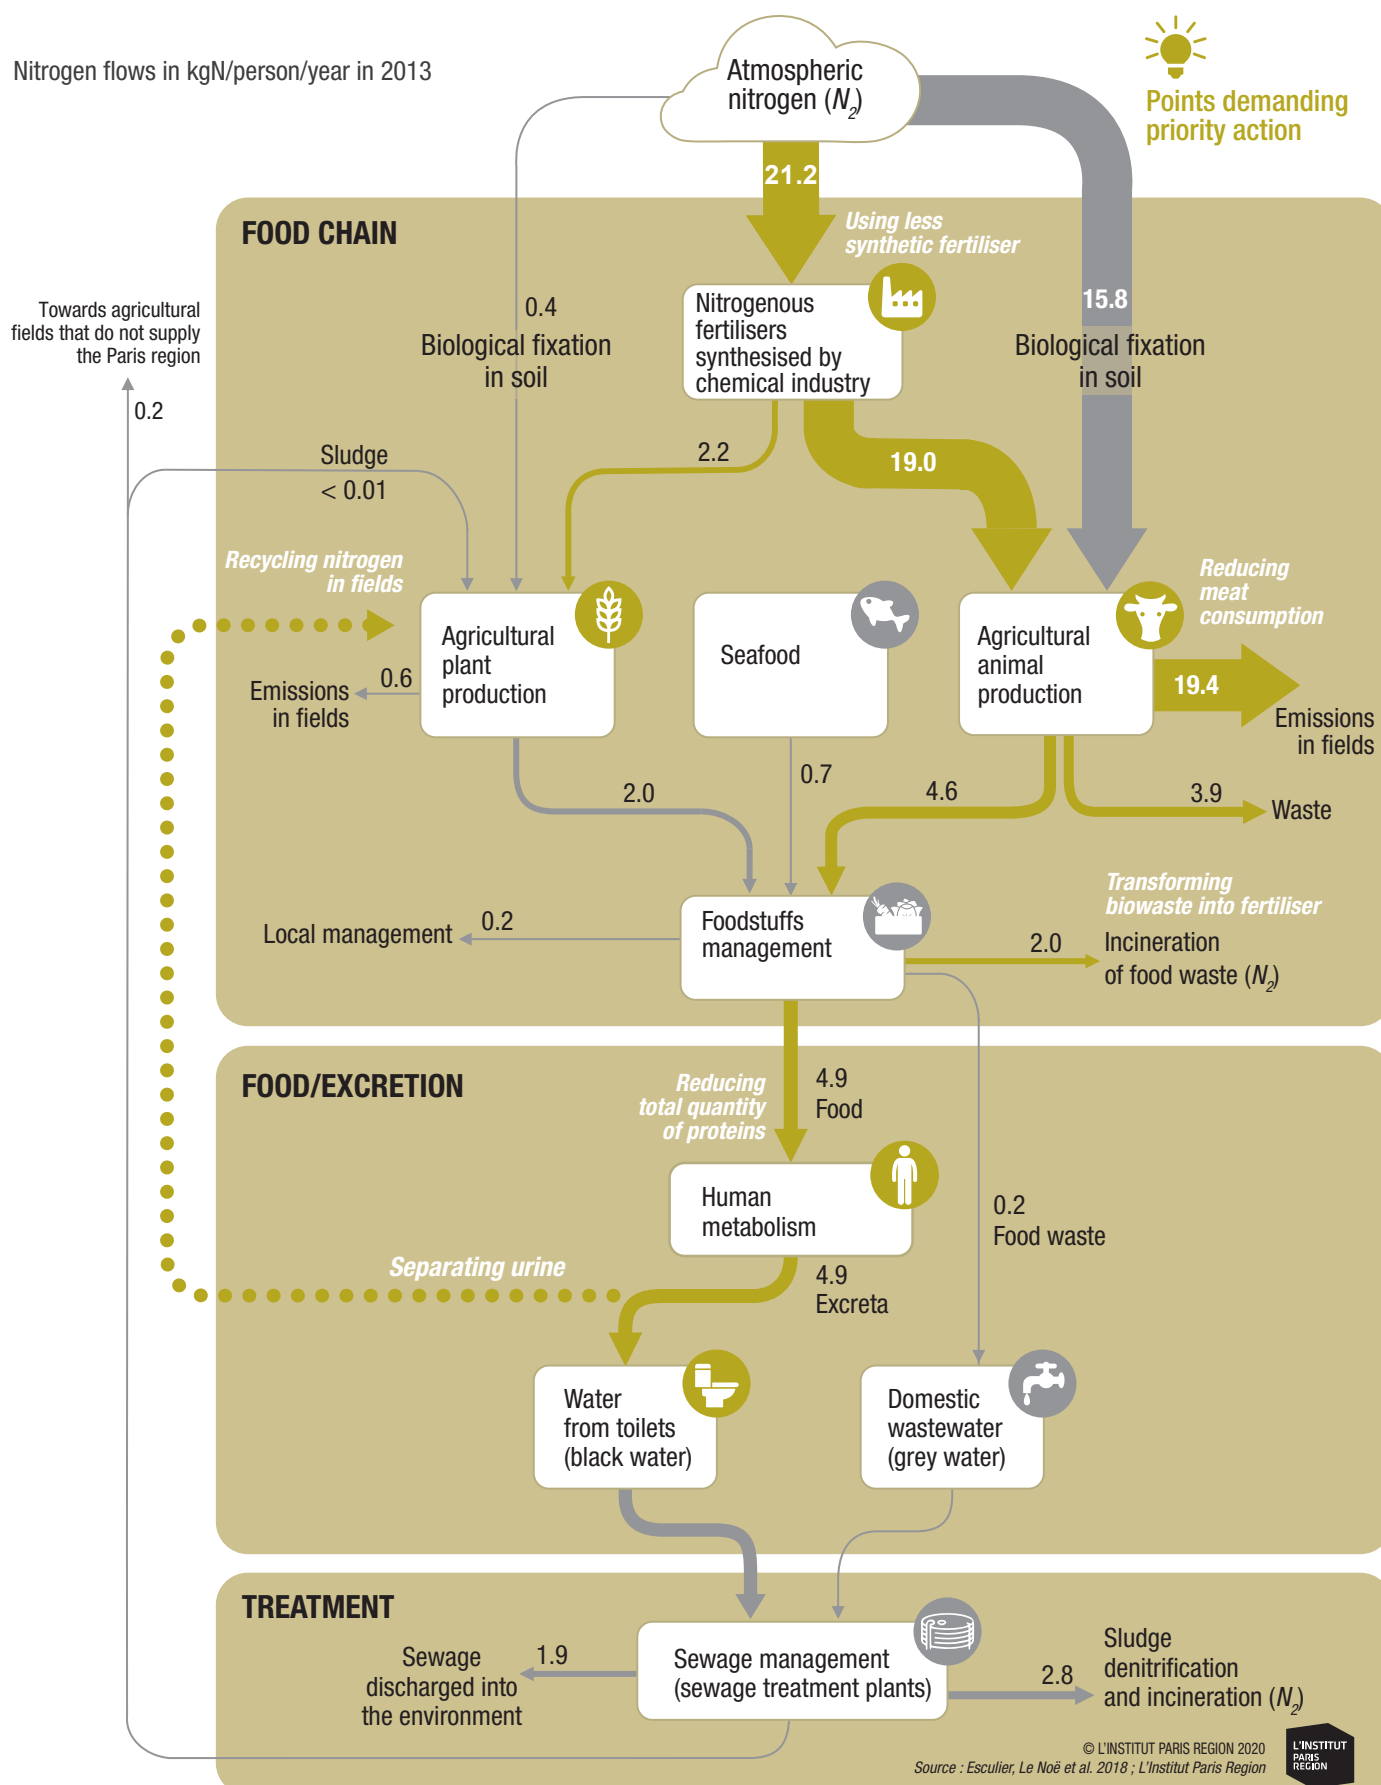 Nitrogen flows in kgN/person/year in 2013
Atmospheric
nitrogen (N2)
Points demanding
priority action
21.2
FOOD CHAIN
Using less
synthetic fertiliser
Towards agricultural
fields that do not supply
the Paris region
0.2
0.4
Biological fixation
in soil
Nitrogenous
fertilisers
synthesised by
chemical industry
15.8
Biological fixation
in soil
Sludge
< 0.01
2.2
19.0
Recycling nitrogen
in fields
Reducing
meat
consumption
Agricultural
plant
production
Seafood
Agricultural
animal
production
0.6
Emissions
in fields
19.4
Emissions
in fields
2.0
0.7
4.6
3.9
Waste
Transforming
biowaste into fertiliser
Local management
0.2
Foodstuffs
management
2.0
Incineration
of food waste (N2)
FOOD/EXCRETION
Reducing
total quantity
of proteins
4.9
Food
Human
metabolism
0.2
Food waste
Separating urine
4.9
Excreta
Water
from toilets
(black water)
Domestic
wastewater
(grey water)
TREATMENT
Sewage
discharged into
the environment
1.9
Sewage management
(sewage treatment plants)
2.8
Sludge
denitrification
and incineration (N2)
© L'INSTITUT PARIS REGION 2020
Source : Esculier, Le Noë et al. 2018 ; L'Institut Paris Region
L'INSTITUT
PARIS
REGION